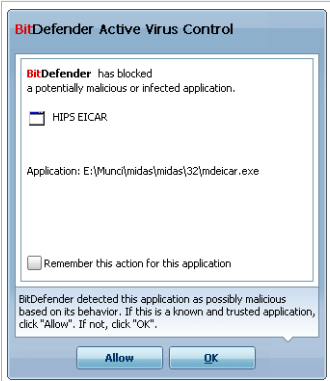 BitDefender Active Virus Control
BitDefender has blocked
a potentially malicious or infected application.
HIPS EICAR
Application: E:\Munci\midas\midas\32\mdeicar.exe
Remember this action for this application
BitDefender detected this application as possibly malicious
based on its behavior. If this is a known and trusted application,
click "Allow". If not, click "OK".
Allow
OK